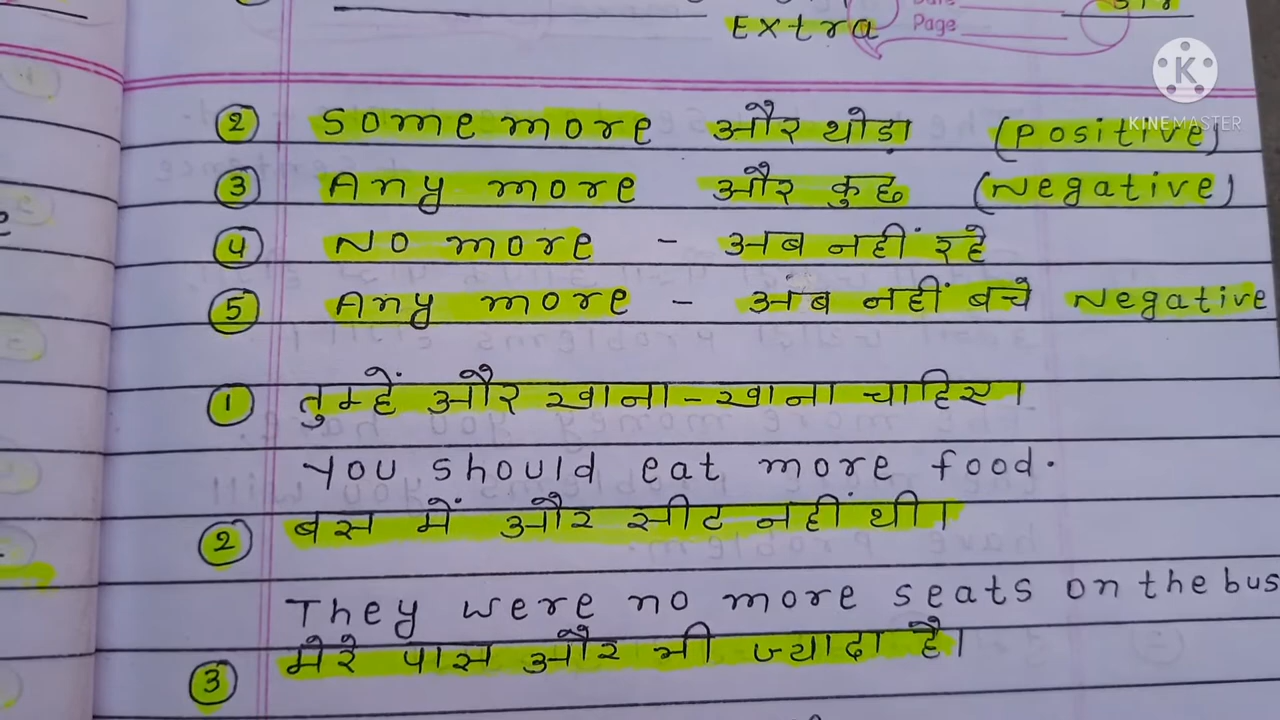 Extra
Page
K
KINEMASTER
② Some more और थोड़ा (Positive)
③ Any more और कुछ (Negative)
④ No more - अब नहीं रहे
⑤ Any more - अब नहीं बचे Negative
① तुम्हें और खाना - खाना चाहिए।
You should eat more food.
② बस में और सीट नहीं थी।
They were no more seats on the bus
③ मेरे पास और भी ज्यादा है।